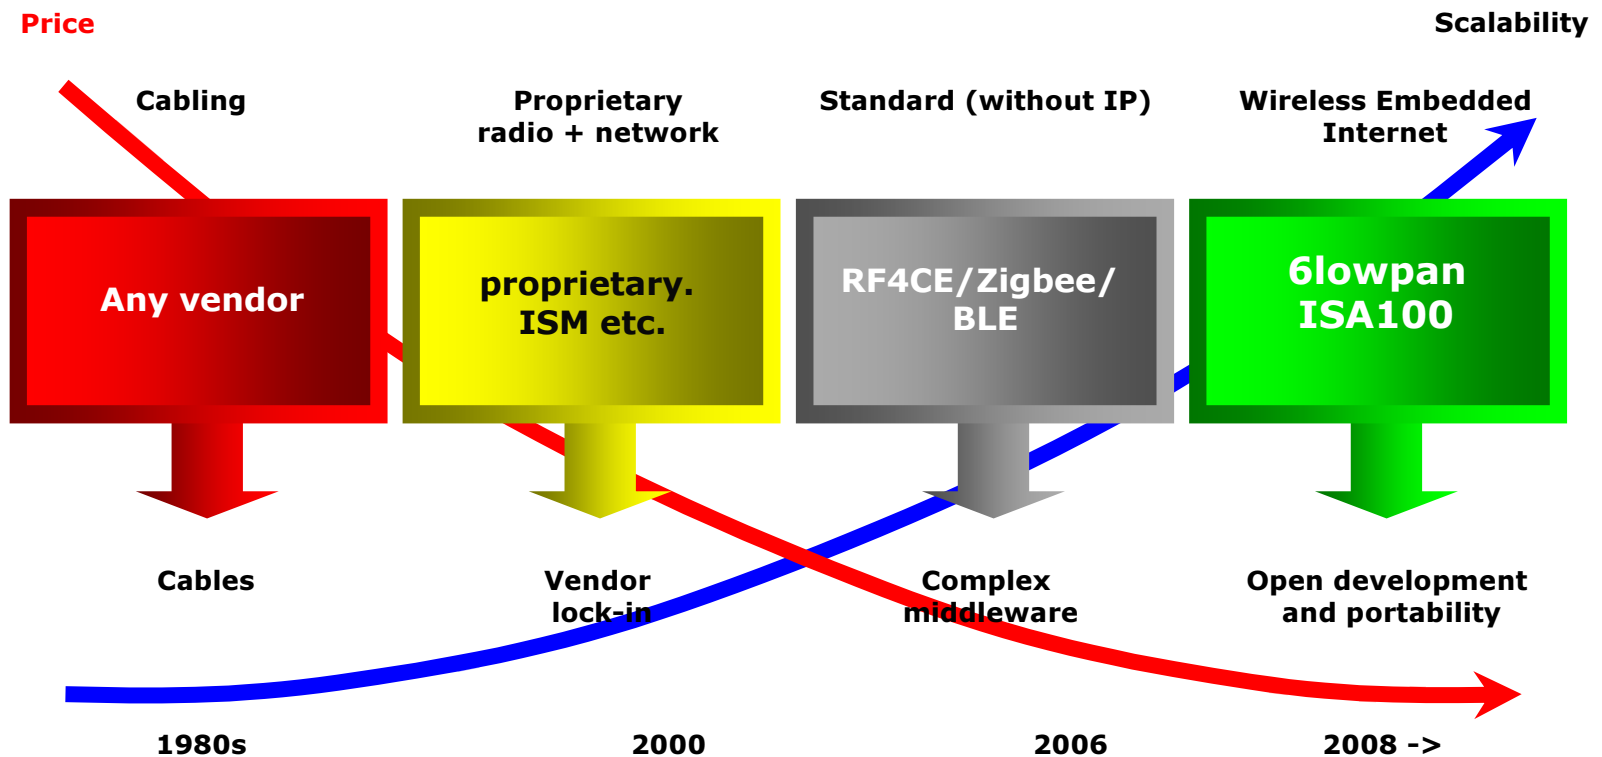 Price
Scalability
Cabling
Proprietary
radio + network
Standard (without IP)
Wireless Embedded
Internet
Any vendor
proprietary.
ISM etc.
RF4CE/Zigbee/
BLE
6lowpan
ISA100
Cables
Vendor
lock-in
Complex
middleware
Open development
and portability
1980s
2000
2006
2008 ->